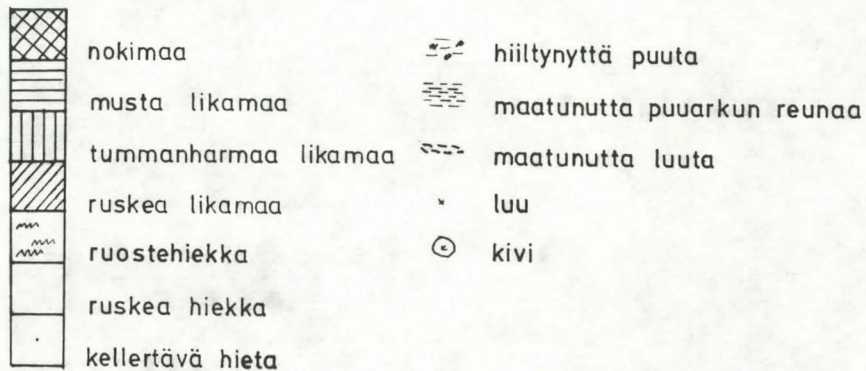 nokimaa
musta likamaa
tummanharmaa likamaa
ruskea likamaa
ruostehiekka
ruskea hiekka
kellertävä hieta
hiiltynyttä puuta
maatunutta puuarkun reunaa
maatunutta luuta
luu
kivi